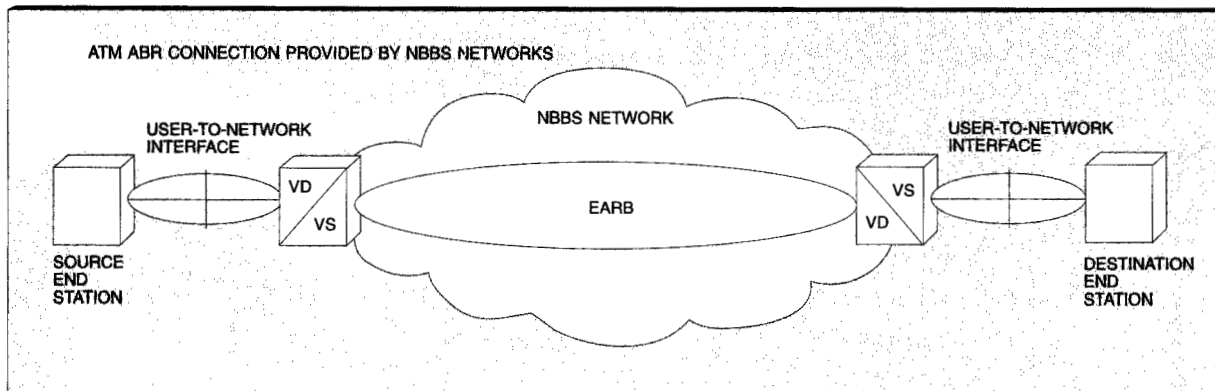 ATM ABR CONNECTION PROVIDED BY NBBS NETWORKS
NBBS NETWORK
USER-TO-NETWORK
INTERFACE
USER-TO-NETWORK
INTERFACE
VD
VS
EARB
VS
VD
SOURCE
END
STATION
DESTINATION
END
STATION